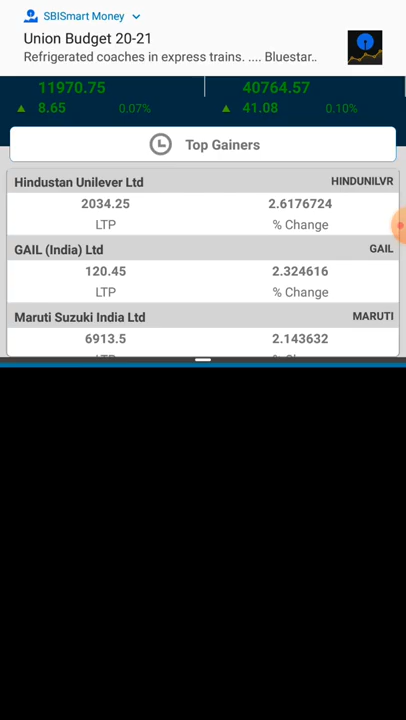 SBISmart Money
Union Budget 20-21
Refrigerated coaches in express trains. .... Bluestar..
11970.75 40764.57
8.65 0.07% 41.08 0.10%
Top Gainers
Hindustan Unilever Ltd HINDUNILVR
2034.25 2.6176724
LTP % Change
GAIL (India) Ltd GAIL
120.45 2.324616
LTP % Change
Maruti Suzuki India Ltd MARUTI
6913.5 2.143632